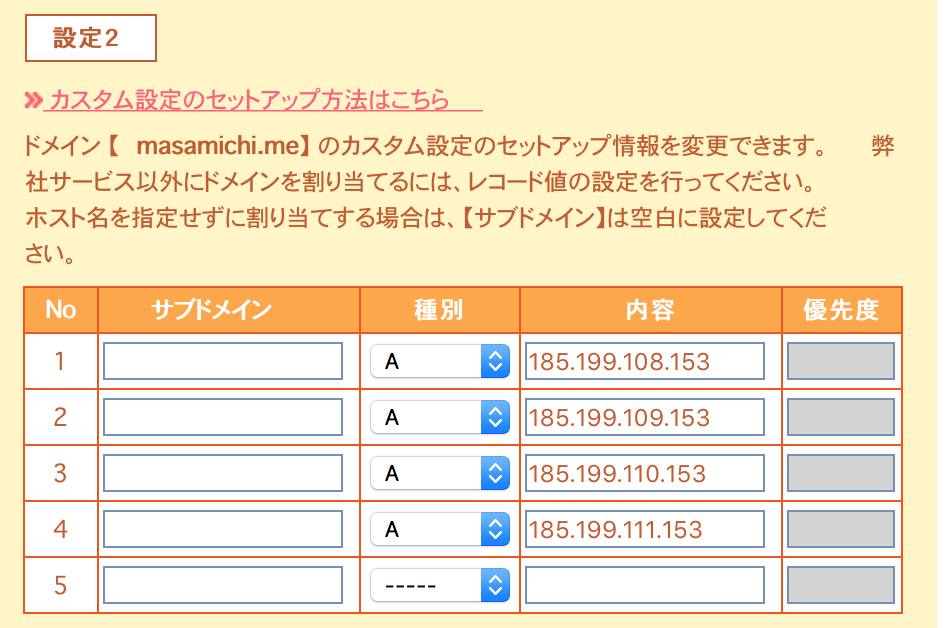 設定2
カスタム設定のセットアップ方法はこちら
ドメイン【 masamichi.me】のカスタム設定のセットアップ情報を変更できます。 弊
社サービス以外にドメインを割り当てるには、レコード値の設定を行ってください。
ホスト名を指定せずに割り当てする場合は、【サブドメイン】は空白に設定してくだ
さい。
No サブドメイン 種別 内容 優先度
1 A 185.199.108.153
2 A 185.199.109.153
3 A 185.199.110.153
4 A 185.199.111.153
5 -----